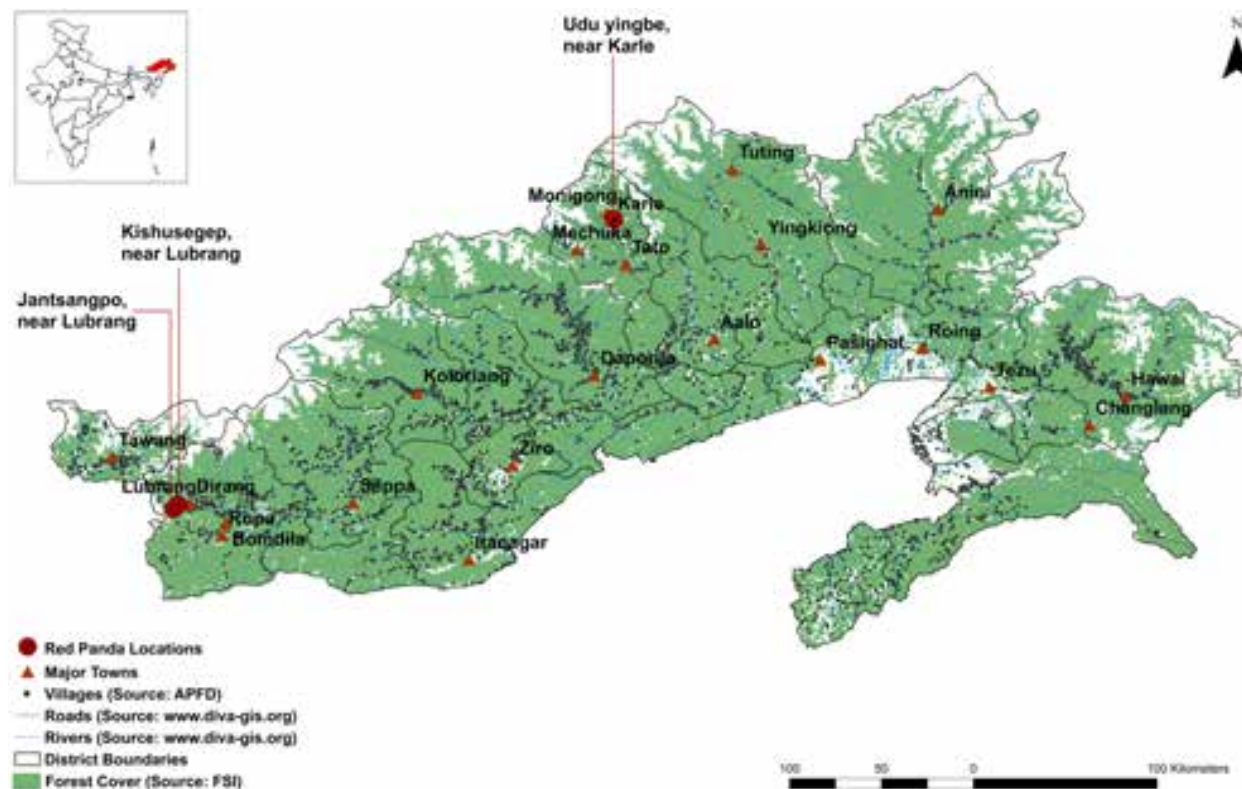 N
Udu yingbe,
near Karle
Tuting
Monigong
Karle
Anini
Kishusegep,
near Lubrang
Mechuka
Yingkiong
Tato
Jantsangpo,
near Lubrang
Aalo
Roing
Pasighat
Daporijo
Tezu
Koloriang
Hawai
Changlang
Tawang
Ziro
Lubrang
Dirang
Seppa
Rupa
Bomdila
Itanagar
Red Panda Locations
Major Towns
Villages (Source: APFD)
Roads (Source: www.diva-gis.org)
Rivers (Source: www.diva-gis.org)
District Boundaries
Forest Cover (Source: FSI)
100 50 0 100 Kilometers